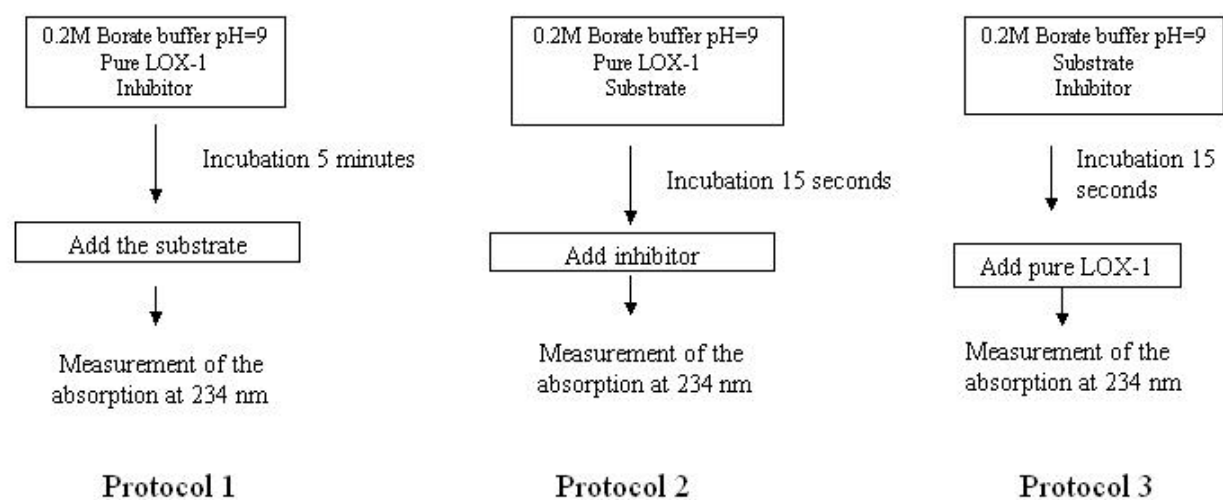 0.2M Borate buffer pH=9
Pure LOX-1
Inhibitor
Incubation 5 minutes
Add the substrate
Measurement of the
absorption at 234 nm
Protocol 1
0.2M Borate buffer pH=9
Pure LOX-1
Substrate
Incubation 15 seconds
Add inhibitor
Measurement of the
absorption at 234 nm
Protocol 2
0.2M Borate buffer pH=9
Substrate
Inhibitor
Incubation 15
seconds
Add pure LOX-1
Measurement of the
absorption at 234 nm
Protocol 3